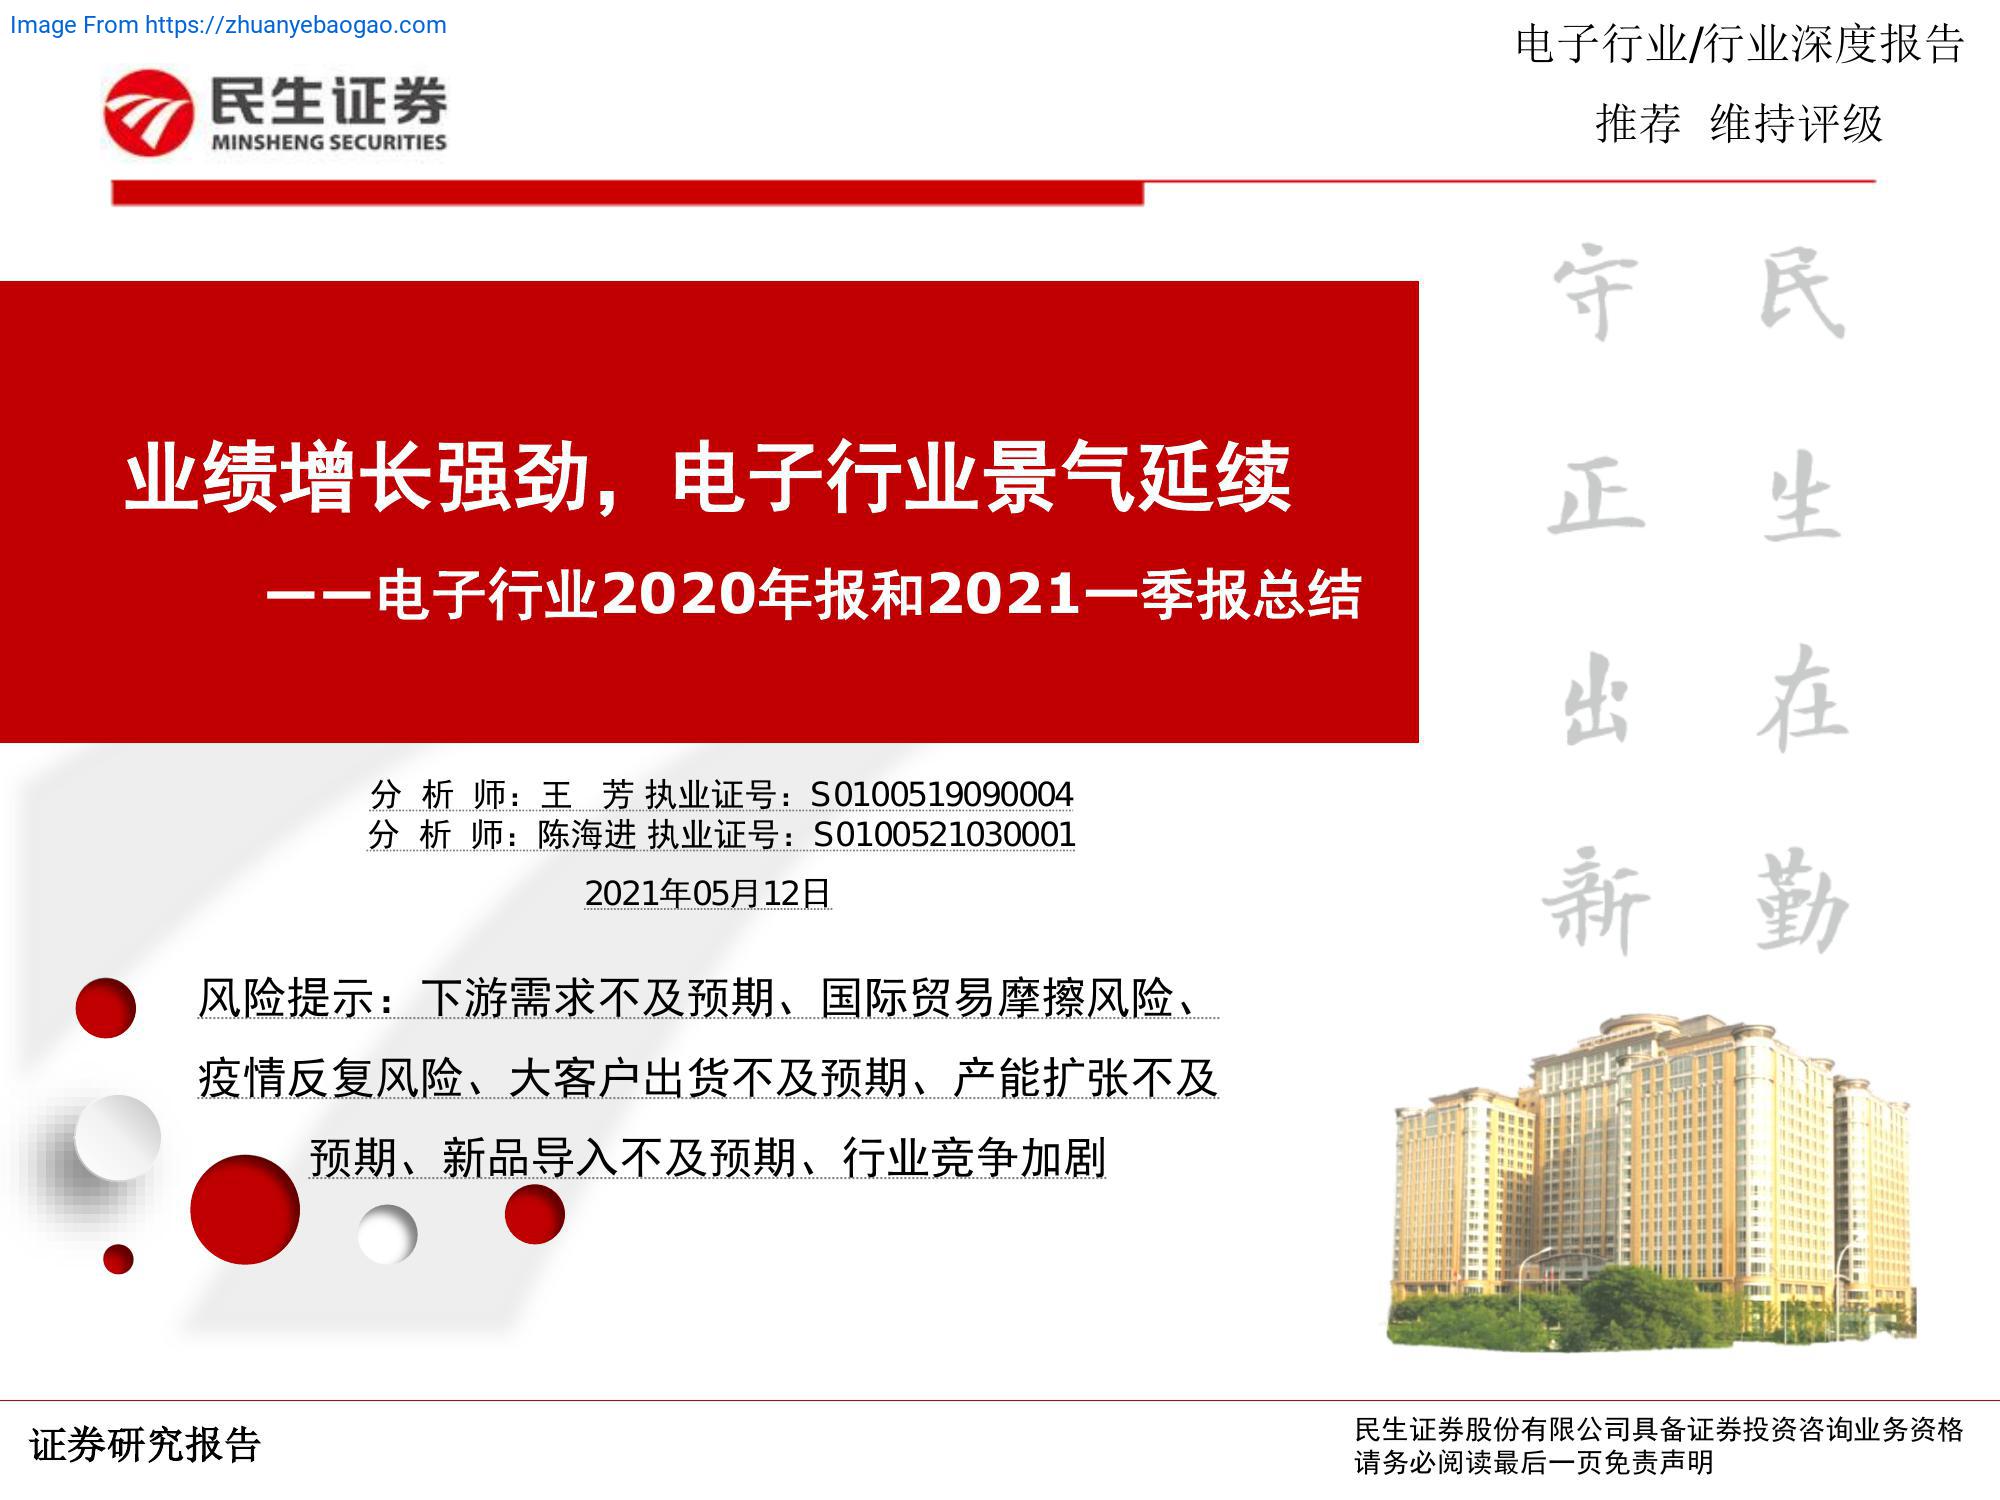 Image From https://zhuanyebaogao.com
电子行业/行业深度报告
民生证券
MINSHENG SECURITIES
推荐 维持评级
业绩增长强劲，电子行业景气延续
——电子行业2020年报和2021一季报总结
民生在勤
守正出新
分 析 师：王 芳 执业证号：S0100519090004
分 析 师：陈海进 执业证号：S0100521030001
2021年05月12日
风险提示：下游需求不及预期、国际贸易摩擦风险、
疫情反复风险、大客户出货不及预期、产能扩张不及
预期、新品导入不及预期、行业竞争加剧
证券研究报告
民生证券股份有限公司具备证券投资咨询业务资格
请务必阅读最后一页免责声明